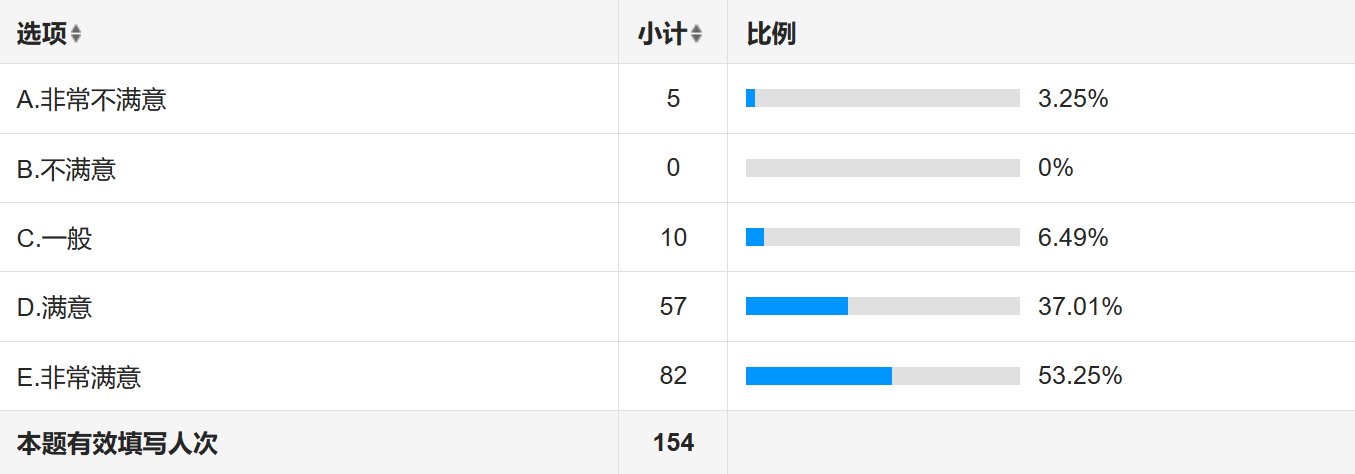 选项 小计 比例
A.非常不满意 5 3.25%
B.不满意 0 0%
C.一般 10 6.49%
D.满意 57 37.01%
E.非常满意 82 53.25%
本题有效填写人次 154